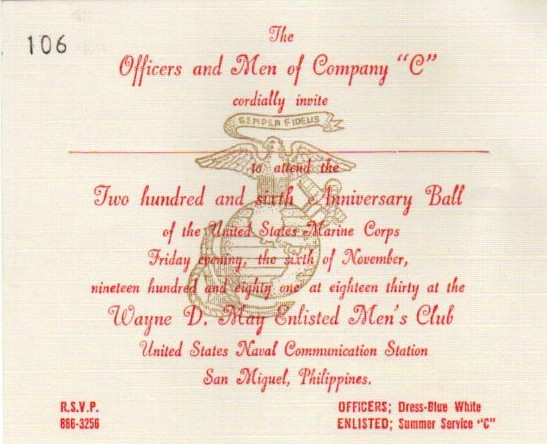 106
The
Officers and Men of Company "C"
cordially invite
SEMPER FIDELIS
to attend the
Two hundred and sixth Anniversary Ball
of the United States Marine Corps
Friday evening, the sixth of November,
nineteen hundred and eighty one at eighteen thirty at the
Wayne D. May Enlisted Men's Club
United States Naval Communication Station
San Miguel, Philippines.
R.S.V.P.
886-3256
OFFICERS; Dress-Blue White
ENLISTED; Summer Service "C"